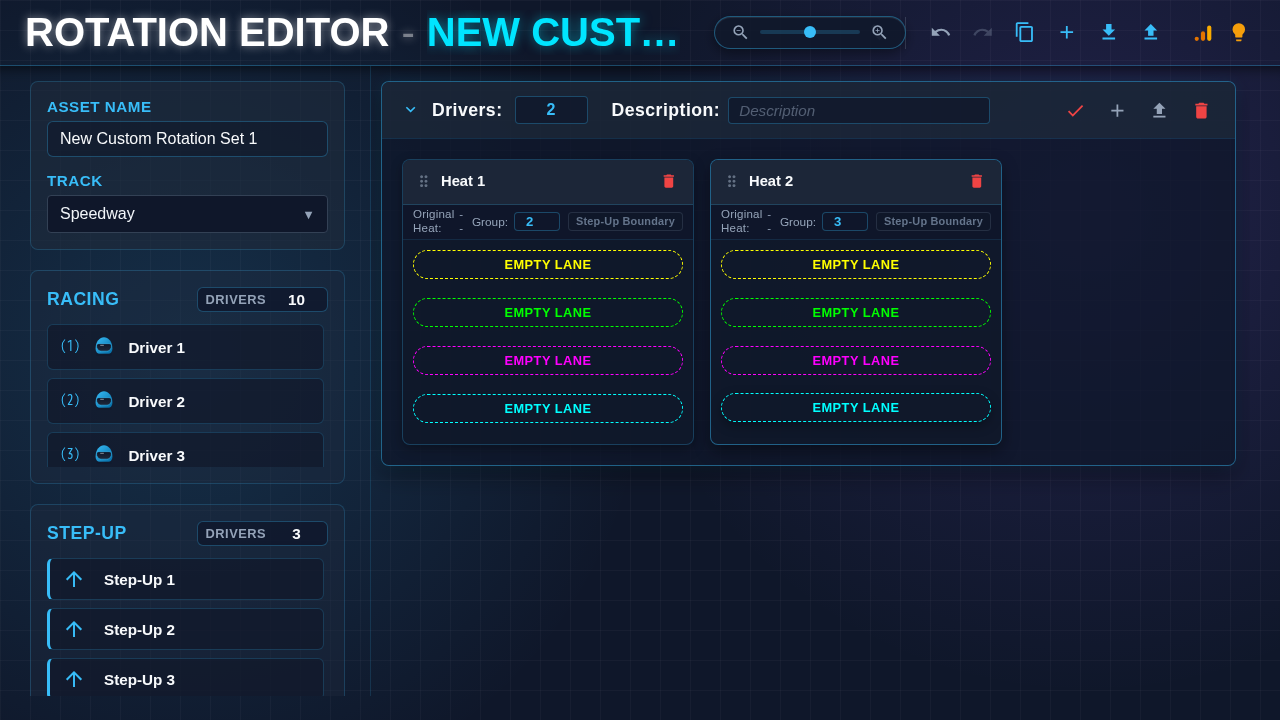 ROTATION EDITOR - NEW CUST…
ASSET NAME
New Custom Rotation Set 1
TRACK
Speedway
RACING
DRIVERS 10
(1) Driver 1
(2) Driver 2
(3) Driver 3
STEP-UP
DRIVERS 3
Step-Up 1
Step-Up 2
Step-Up 3
Drivers: 2 Description: Description
Heat 1
Original Heat: -- Group: 2 Step-Up Boundary
EMPTY LANE
EMPTY LANE
EMPTY LANE
EMPTY LANE
Heat 2
Original Heat: -- Group: 3 Step-Up Boundary
EMPTY LANE
EMPTY LANE
EMPTY LANE
EMPTY LANE